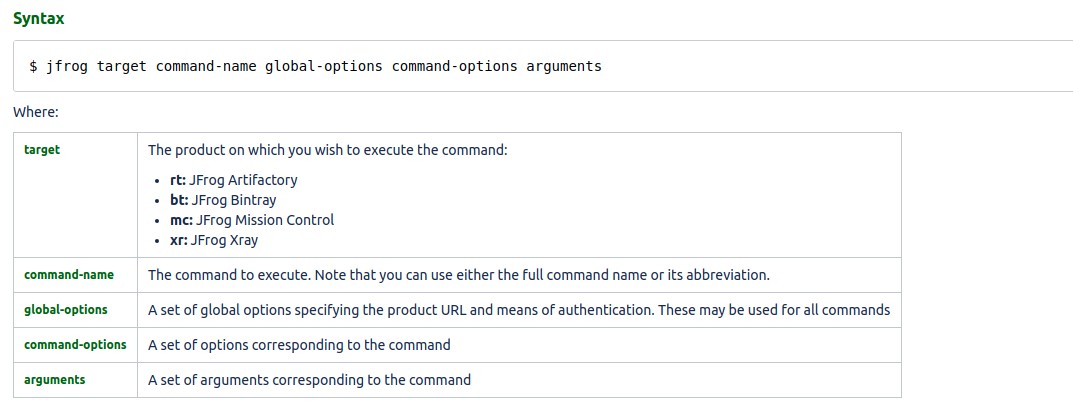 Syntax
$ jfrog target command-name global-options command-options arguments
Where:
target
The product on which you wish to execute the command:
• rt: JFrog Artifactory
• bt: JFrog Bintray
• mc: JFrog Mission Control
• xr: JFrog Xray
command-name
The command to execute. Note that you can use either the full command name or its abbreviation.
global-options
A set of global options specifying the product URL and means of authentication. These may be used for all commands
command-options
A set of options corresponding to the command
arguments
A set of arguments corresponding to the command